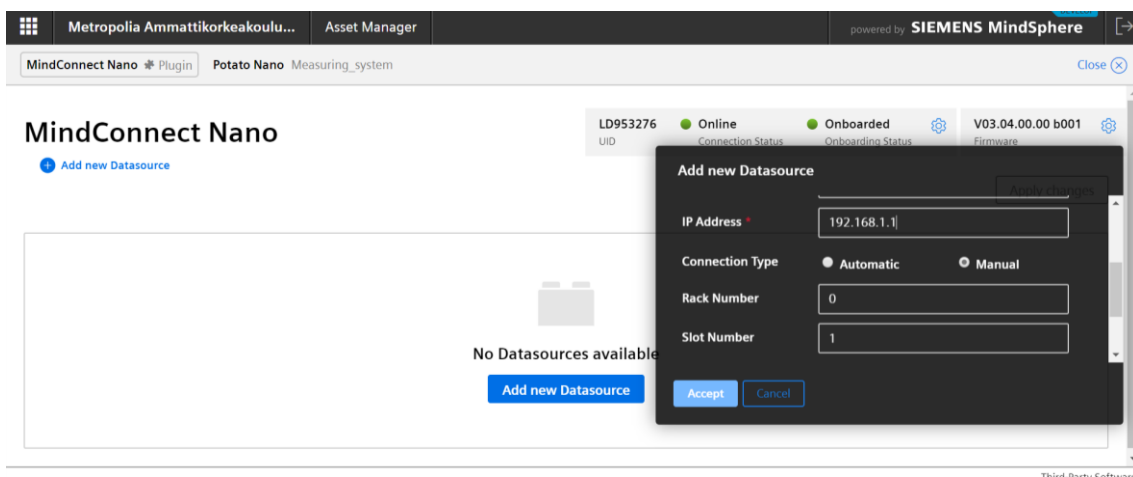 Metropolia Ammattikorkeakoulu... Asset Manager powered by SIEMENS MindSphere
MindConnect Nano Plugin Potato Nano Measuring_system Close
MindConnect Nano
Add new Datasource
LD953276 Online Onboarded V03.04.00.00 b001
UID Connection Status Onboarding Status Firmware
Add new Datasource
Apply changes
IP Address * 192.168.1.1
Connection Type Automatic Manual
Rack Number 0
Slot Number 1
Accept Cancel
No Datasources available
Add new Datasource
Third-Party Software